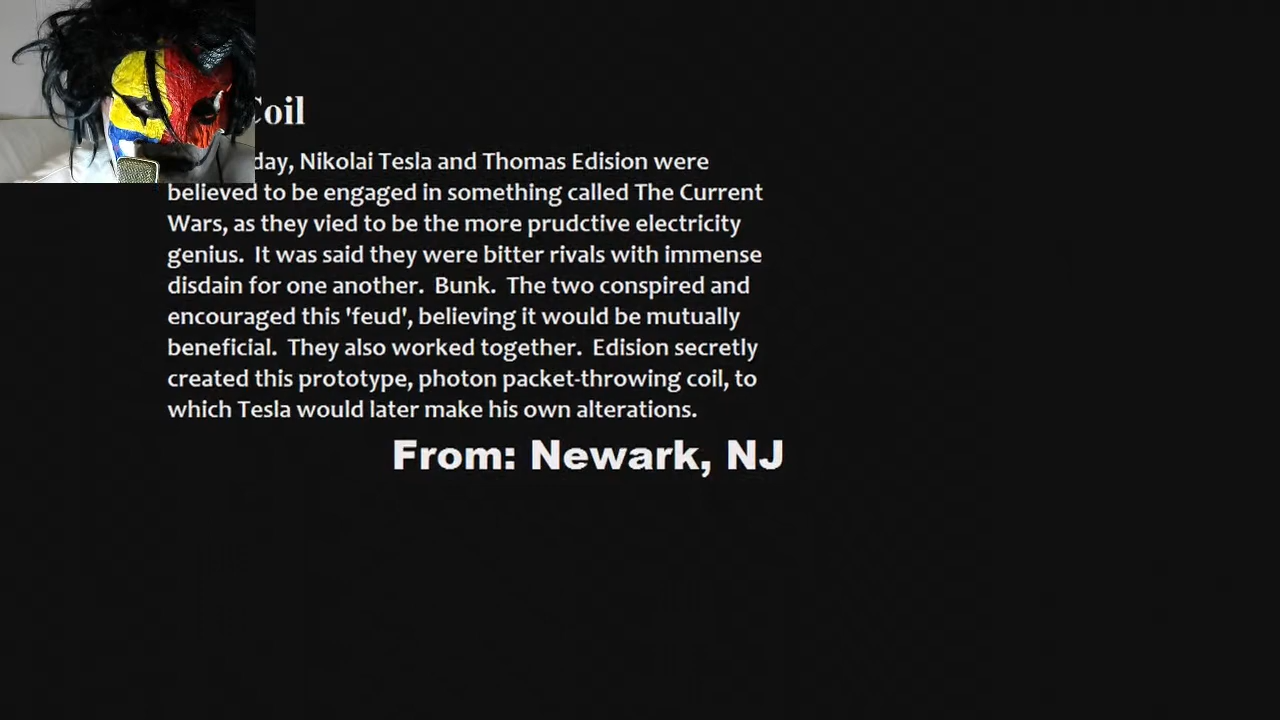 Coil
day, Nikolai Tesla and Thomas Edision were
believed to be engaged in something called The Current
Wars, as they vied to be the more prudctive electricity
genius. It was said they were bitter rivals with immense
disdain for one another. Bunk. The two conspired and
encouraged this 'feud', believing it would be mutually
beneficial. They also worked together. Edision secretly
created this prototype, photon packet-throwing coil, to
which Tesla would later make his own alterations.
From: Newark, NJ